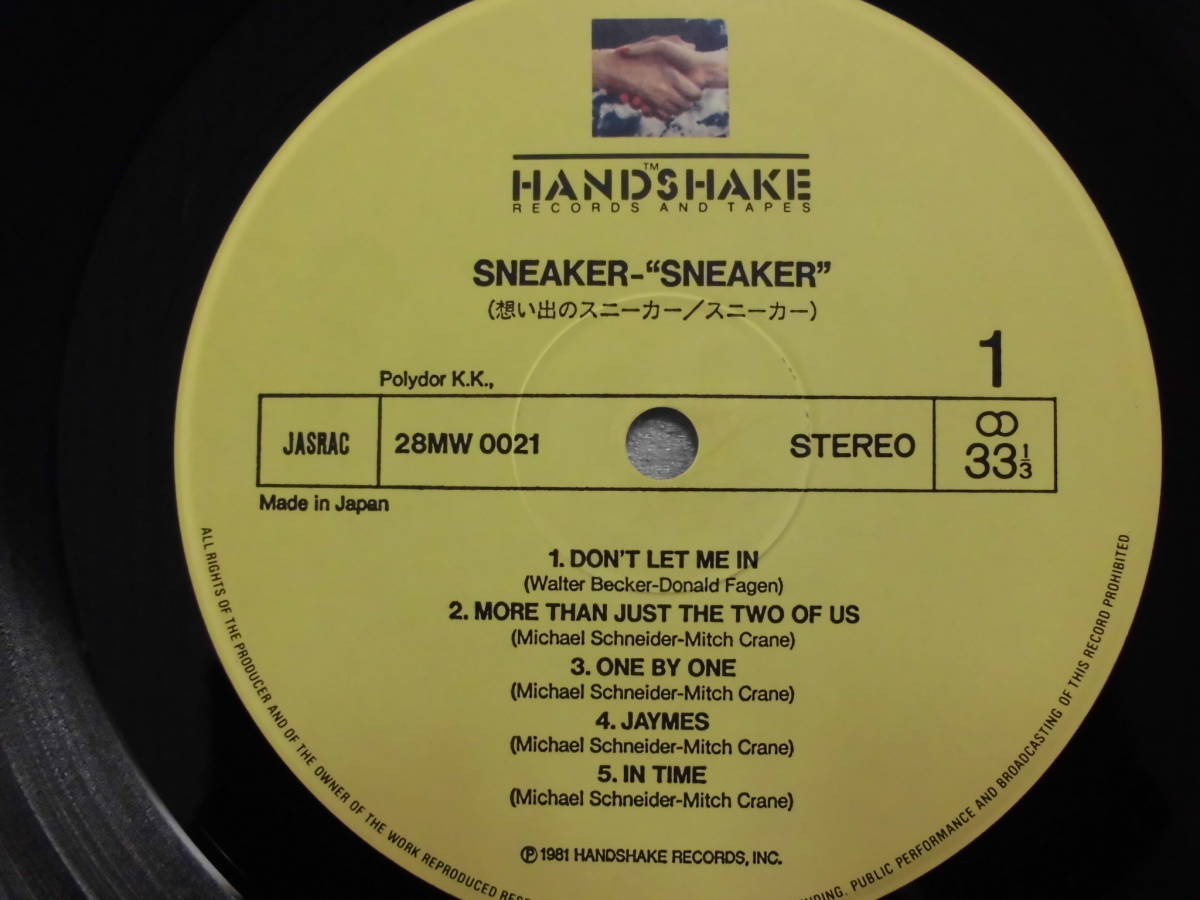 HANDSHAKE™
RECORDS AND TAPES
SNEAKER-“SNEAKER”
(想い出のスニーカー/スニーカー)
1
Polydor K.K.,
JASRAC
28MW 0021
STEREO
33 1/3
Made in Japan
1. DON'T LET ME IN
(Walter Becker-Donald Fagen)
2. MORE THAN JUST THE TWO OF US
(Michael Schneider-Mitch Crane)
3. ONE BY ONE
(Michael Schneider-Mitch Crane)
4. JAYMES
(Michael Schneider-Mitch Crane)
5. IN TIME
(Michael Schneider-Mitch Crane)
℗ 1981 HANDSHAKE RECORDS, INC.
ALL RIGHTS OF THE PRODUCER AND OF THE OWNER OF THE WORK REPRODUCED PUBLIC PERFORMANCE AND BROADCASTING OF THIS RECORD PROHIBITED